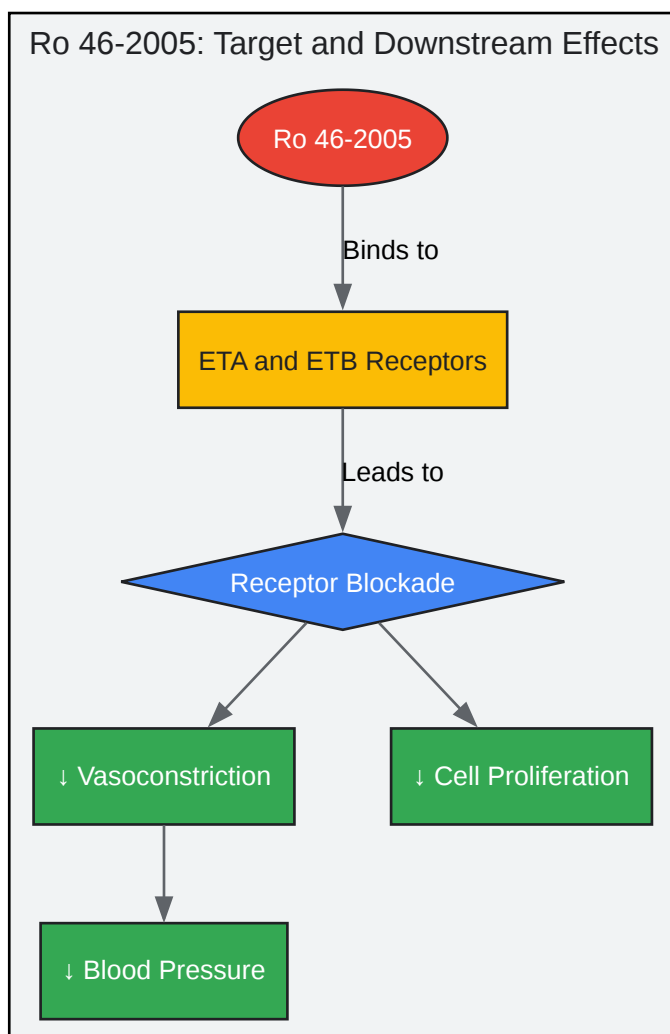 Ro 46-2005: Target and Downstream Effects
Ro 46-2005
Binds to
ETA and ETB Receptors
Leads to
Receptor Blockade
↓ Vasoconstriction
↓ Cell Proliferation
↓ Blood Pressure